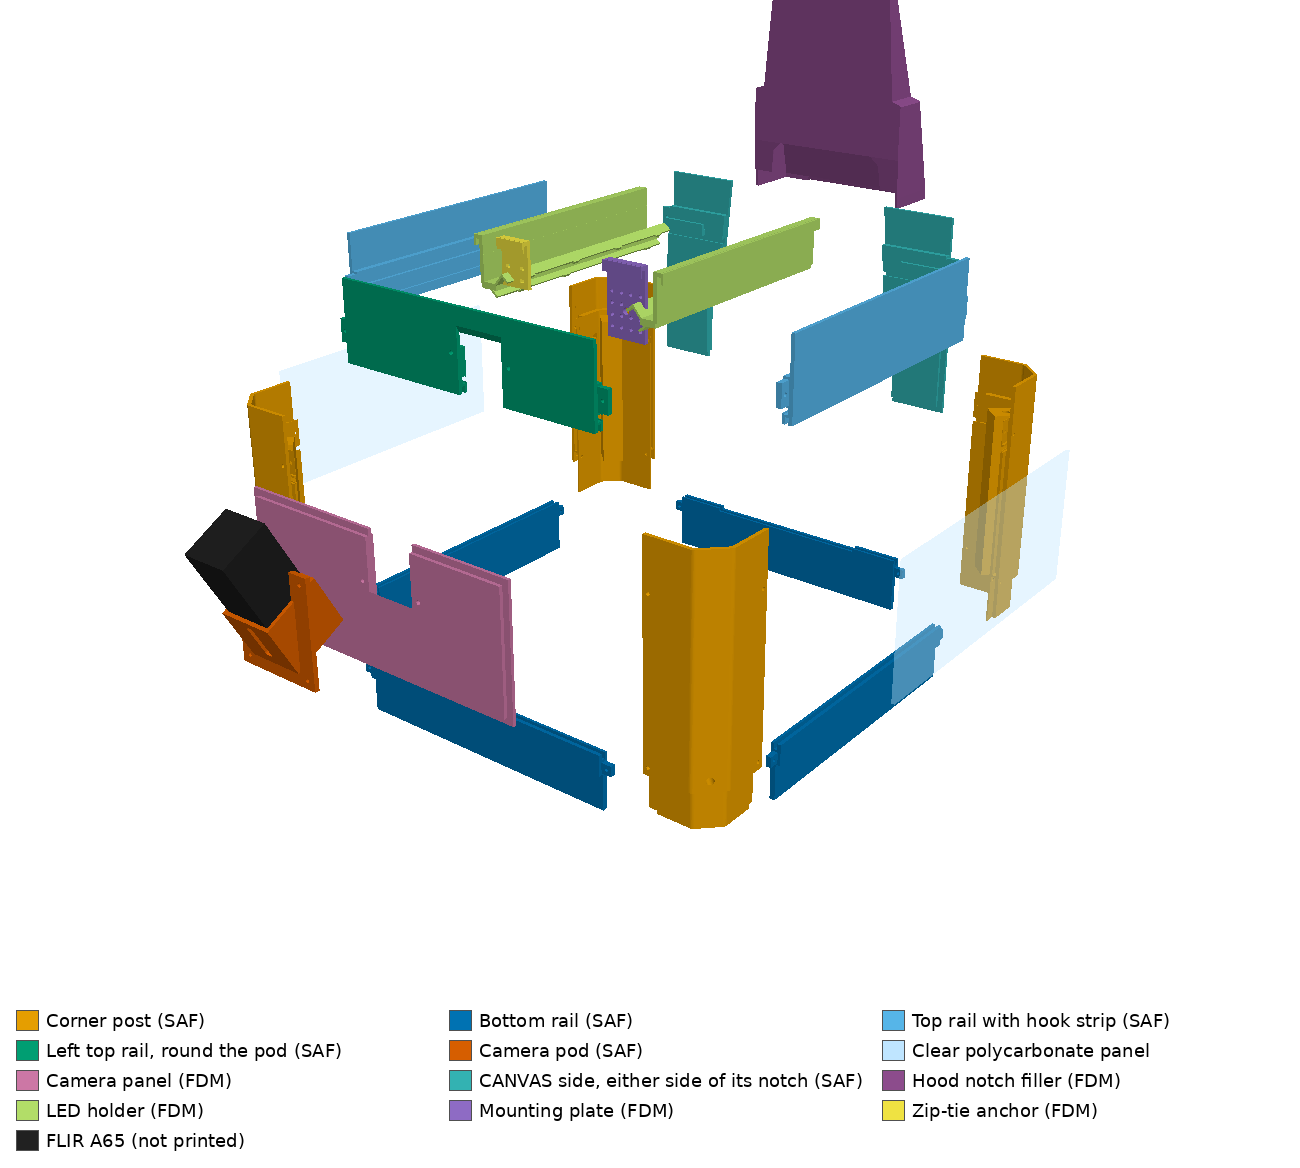 Corner post (SAF)
Bottom rail (SAF)
Top rail with hook strip (SAF)
Left top rail, round the pod (SAF)
Camera pod (SAF)
Clear polycarbonate panel
Camera panel (FDM)
CANVAS side, either side of its notch (SAF)
Hood notch filler (FDM)
LED holder (FDM)
Mounting plate (FDM)
Zip-tie anchor (FDM)
FLIR A65 (not printed)